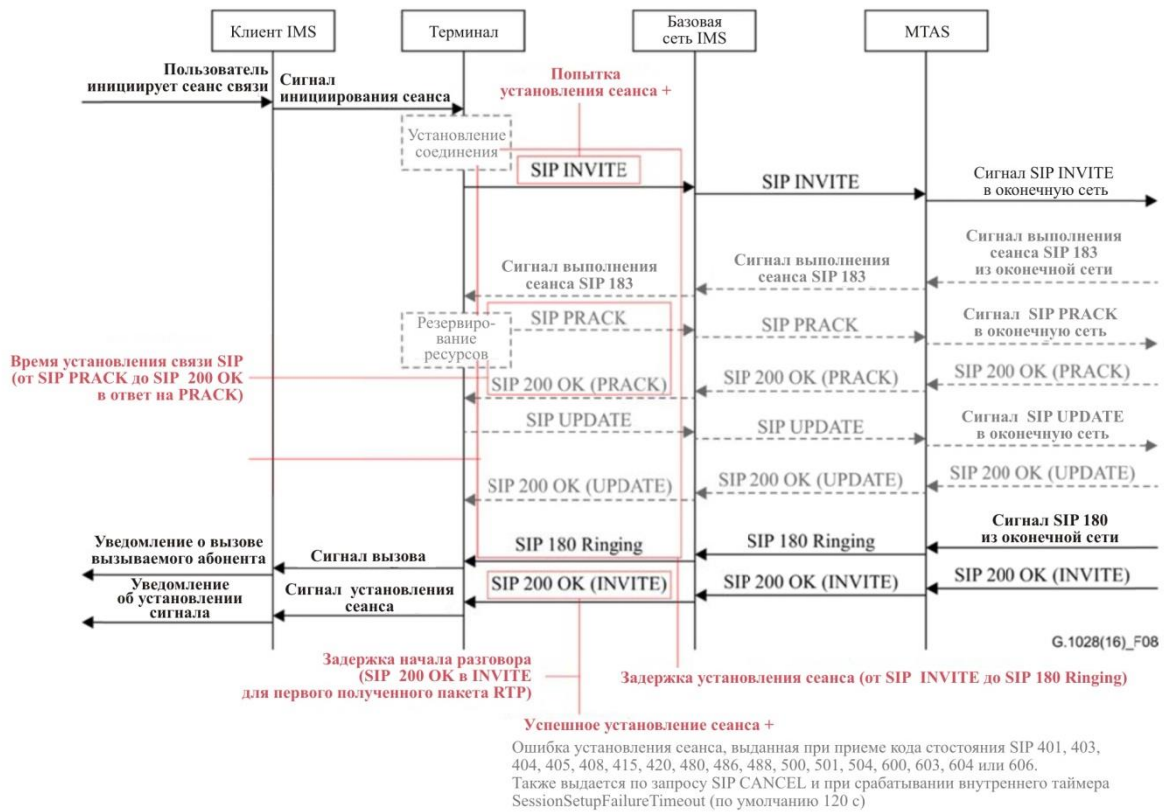 Клиент IMS
Терминал
Базовая
сеть IMS
MTAS
Пользователь
инициирует сеанс связи
Сигнал
инициирования сеанса
Попытка
установления сеанса +
Установление
соединения
SIP INVITE
SIP INVITE
Сигнал SIP INVITE
в оконечную сеть
Сигнал выполнения
сеанса SIP 183
Сигнал выполнения
сеанса SIP 183
Сигнал выполнения
сеанса SIP 183
из оконечной сети
Резервиро-
вание
ресурсов
SIP PRACK
SIP PRACK
Сигнал SIP PRACK
в оконечную сеть
Время установления связи SIP
(от SIP PRACK до SIP 200 OK
в ответ на PRACK)
SIP 200 OK (PRACK)
SIP 200 OK (PRACK)
SIP 200 OK (PRACK)
SIP UPDATE
SIP UPDATE
Сигнал SIP UPDATE
в оконечную сеть
SIP 200 OK (UPDATE)
SIP 200 OK (UPDATE)
SIP 200 OK (UPDATE)
Уведомление о вызове
вызываемого абонента
Сигнал вызова
SIP 180 Ringing
SIP 180 Ringing
Сигнал SIP 180
из оконечной сети
Уведомление
об установлении
сигнала
Сигнал установления
сеанса
SIP 200 OK (INVITE)
SIP 200 OK (INVITE)
SIP 200 OK (INVITE)
G.1028(16)_F08
Задержка начала разговора
(SIP 200 OK в INVITE
для первого полученного пакета RTP)
Задержка установления сеанса (от SIP INVITE до SIP 180 Ringing)
Успешное установление сеанса +
Ошибка установления сеанса, выданная при приеме кода стостояния SIP 401, 403,
404, 405, 408, 415, 420, 480, 486, 488, 500, 501, 504, 600, 603, 604 или 606.
Также выдается по запросу SIP CANCEL и при срабатывании внутреннего таймера
SessionSetupFailureTimeout (по умолчанию 120 с)